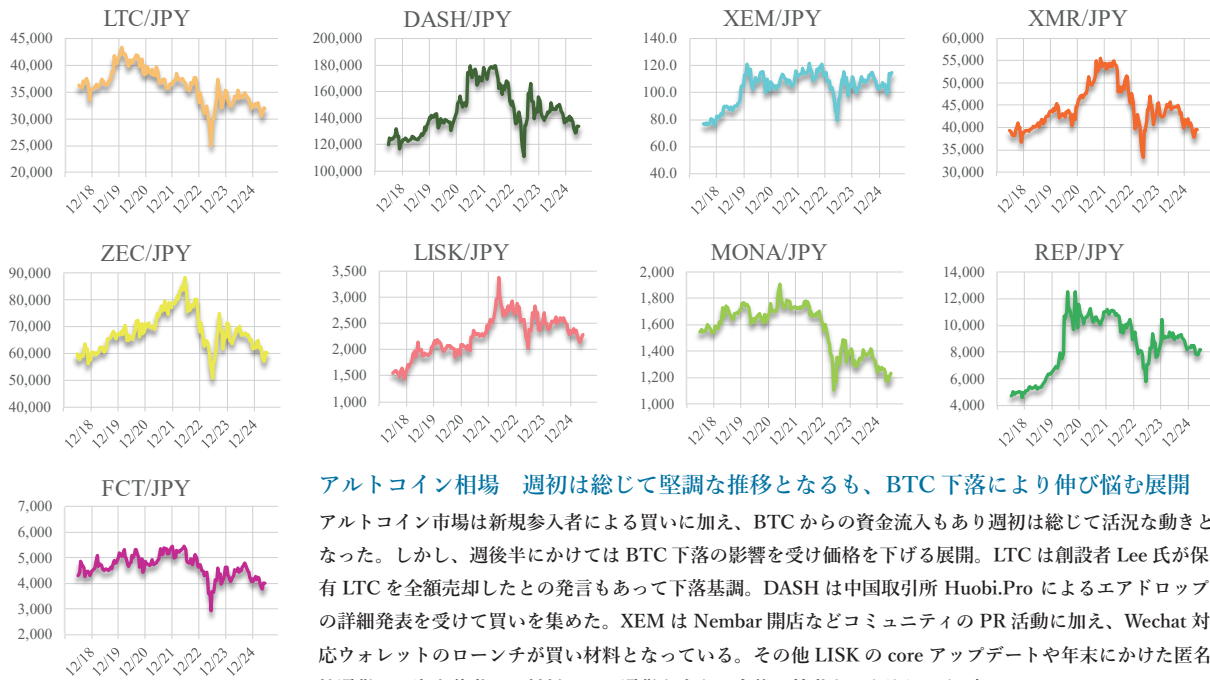 LTC/JPY
45,000
40,000
35,000
30,000
25,000
20,000
12/18 12/19 12/20 12/21 12/22 12/23 12/24
DASH/JPY
200,000
180,000
160,000
140,000
120,000
100,000
12/18 12/19 12/20 12/21 12/22 12/23 12/24
XEM/JPY
140.0
120.0
100.0
80.0
60.0
40.0
12/18 12/19 12/20 12/21 12/22 12/23 12/24
XMR/JPY
60,000
55,000
50,000
45,000
40,000
35,000
30,000
12/18 12/19 12/20 12/21 12/22 12/23 12/24
ZEC/JPY
90,000
80,000
70,000
60,000
50,000
40,000
12/18 12/19 12/20 12/21 12/22 12/23 12/24
LISK/JPY
3,500
3,000
2,500
2,000
1,500
1,000
12/18 12/19 12/20 12/21 12/22 12/23 12/24
MONA/JPY
2,000
1,800
1,600
1,400
1,200
1,000
12/18 12/19 12/20 12/21 12/22 12/23 12/24
REP/JPY
14,000
12,000
10,000
8,000
6,000
4,000
12/18 12/19 12/20 12/21 12/22 12/23 12/24
FCT/JPY
7,000
6,000
5,000
4,000
3,000
2,000
12/18 12/19 12/20 12/21 12/22 12/23 12/24
アルトコイン相場　週初は総じて堅調な推移となるも、BTC 下落により伸び悩む展開
アルトコイン市場は新規参入者による買いに加え、BTC からの資金流入もあり週初は総じて活況な動きと
なった。しかし、週後半にかけては BTC 下落の影響を受け価格を下げる展開。LTC は創設者 Lee 氏が保
有 LTC を全額売却したとの発言もあって下落基調。DASH は中国取引所 Huobi.Pro によるエアドロップ
の詳細発表を受けて買いを集めた。XEM は Nembar 開店などコミュニティの PR 活動に加え、Wechat 対
応ウォレットのローンチが買い材料となっている。その他 LISK の core アップデートや年末にかけた匿名